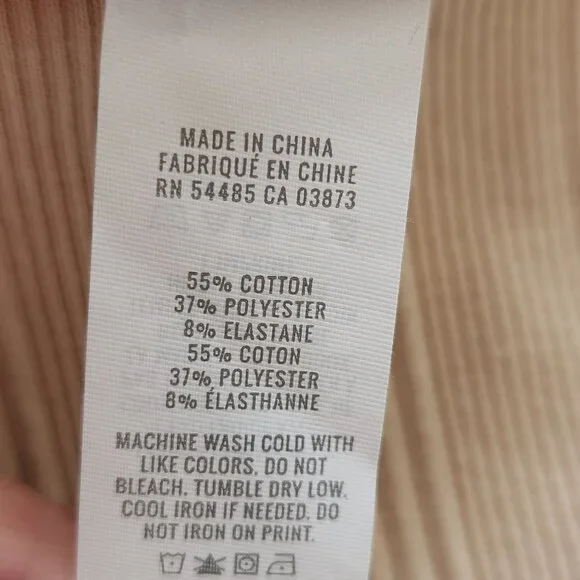 MADE IN CHINA
FABRIQUÉ EN CHINE
RN 54485 CA 03873
55% COTTON
37% POLYESTER
8% ELASTANE
55% COTON
37% POLYESTER
8% ÉLASTHANNE
MACHINE WASH COLD WITH
LIKE COLORS. DO NOT
BLEACH. TUMBLE DRY LOW.
COOL IRON IF NEEDED. DO
NOT IRON ON PRINT.